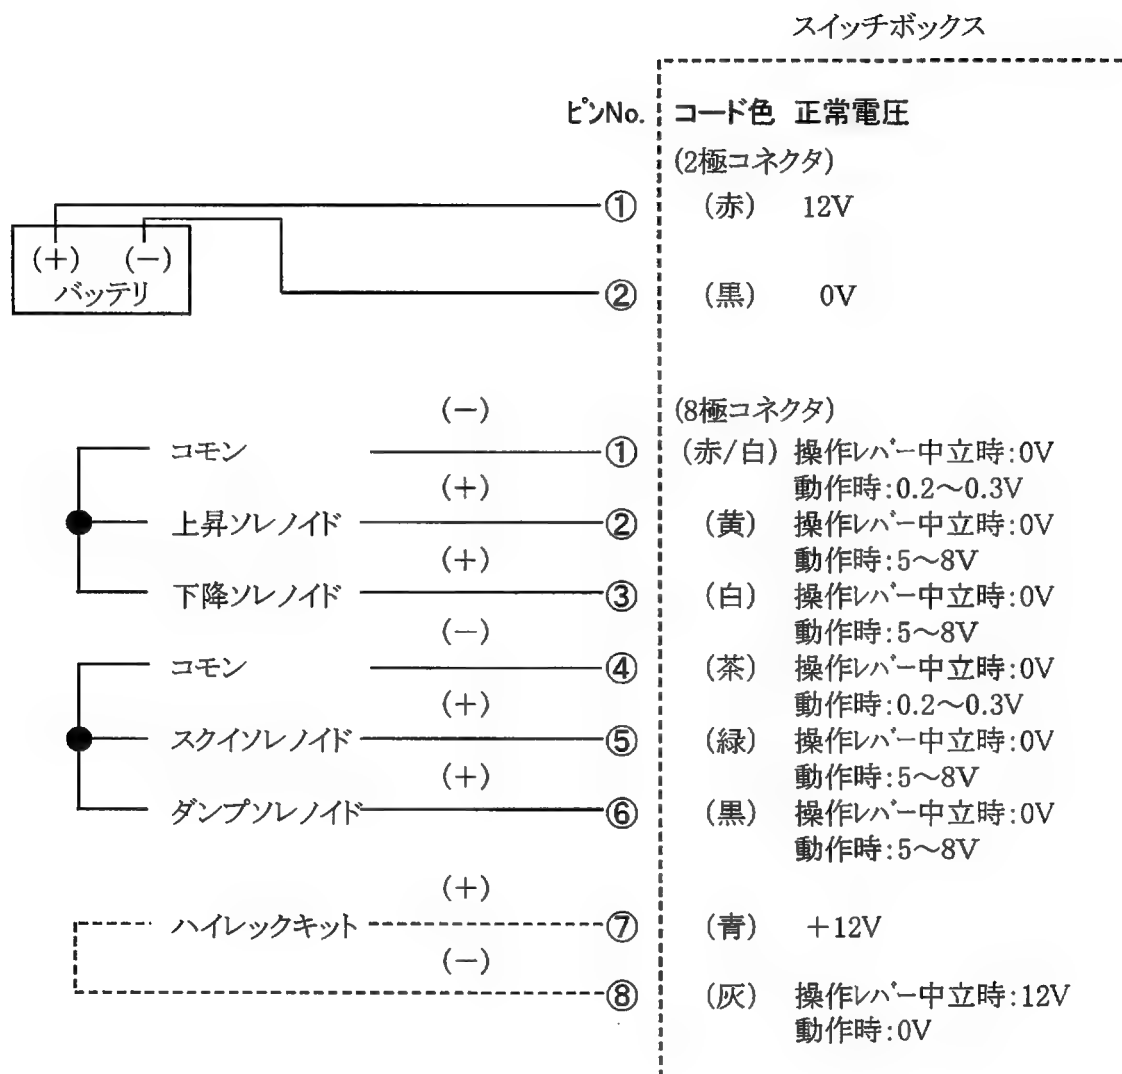 スイッチボックス
ピンNo. コード色 正常電圧
(2極コネクタ)
① (赤) 12V
(+) (−)
バッテリ
② (黒) 0V
(−) (8極コネクタ)
コモン ① (赤/白) 操作レバー中立時:0V
(+) 動作時:0.2～0.3V
上昇ソレノイド ② (黄) 操作レバー中立時:0V
(+) 動作時:5～8V
下降ソレノイド ③ (白) 操作レバー中立時:0V
(−) 動作時:5～8V
コモン ④ (茶) 操作レバー中立時:0V
(+) 動作時:0.2～0.3V
スクイソレノイド ⑤ (緑) 操作レバー中立時:0V
(+) 動作時:5～8V
ダンプソレノイド ⑥ (黒) 操作レバー中立時:0V
動作時:5～8V
(+)
ハイレックキット ⑦ (青) +12V
(−)
⑧ (灰) 操作レバー中立時:12V
動作時:0V